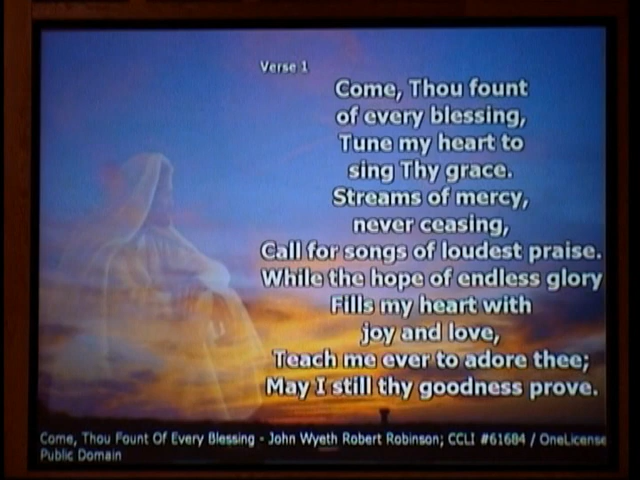 Verse 1
Come, Thou fount
of every blessing,
Tune my heart to
sing Thy grace.
Streams of mercy,
never ceasing,
Call for songs of loudest praise.
While the hope of endless glory
Fills my heart with
joy and love,
Teach me ever to adore thee;
May I still thy goodness prove.
Come, Thou Fount Of Every Blessing - John Wyeth Robert Robinson; CCLI #61684 / OneLicense
Public Domain